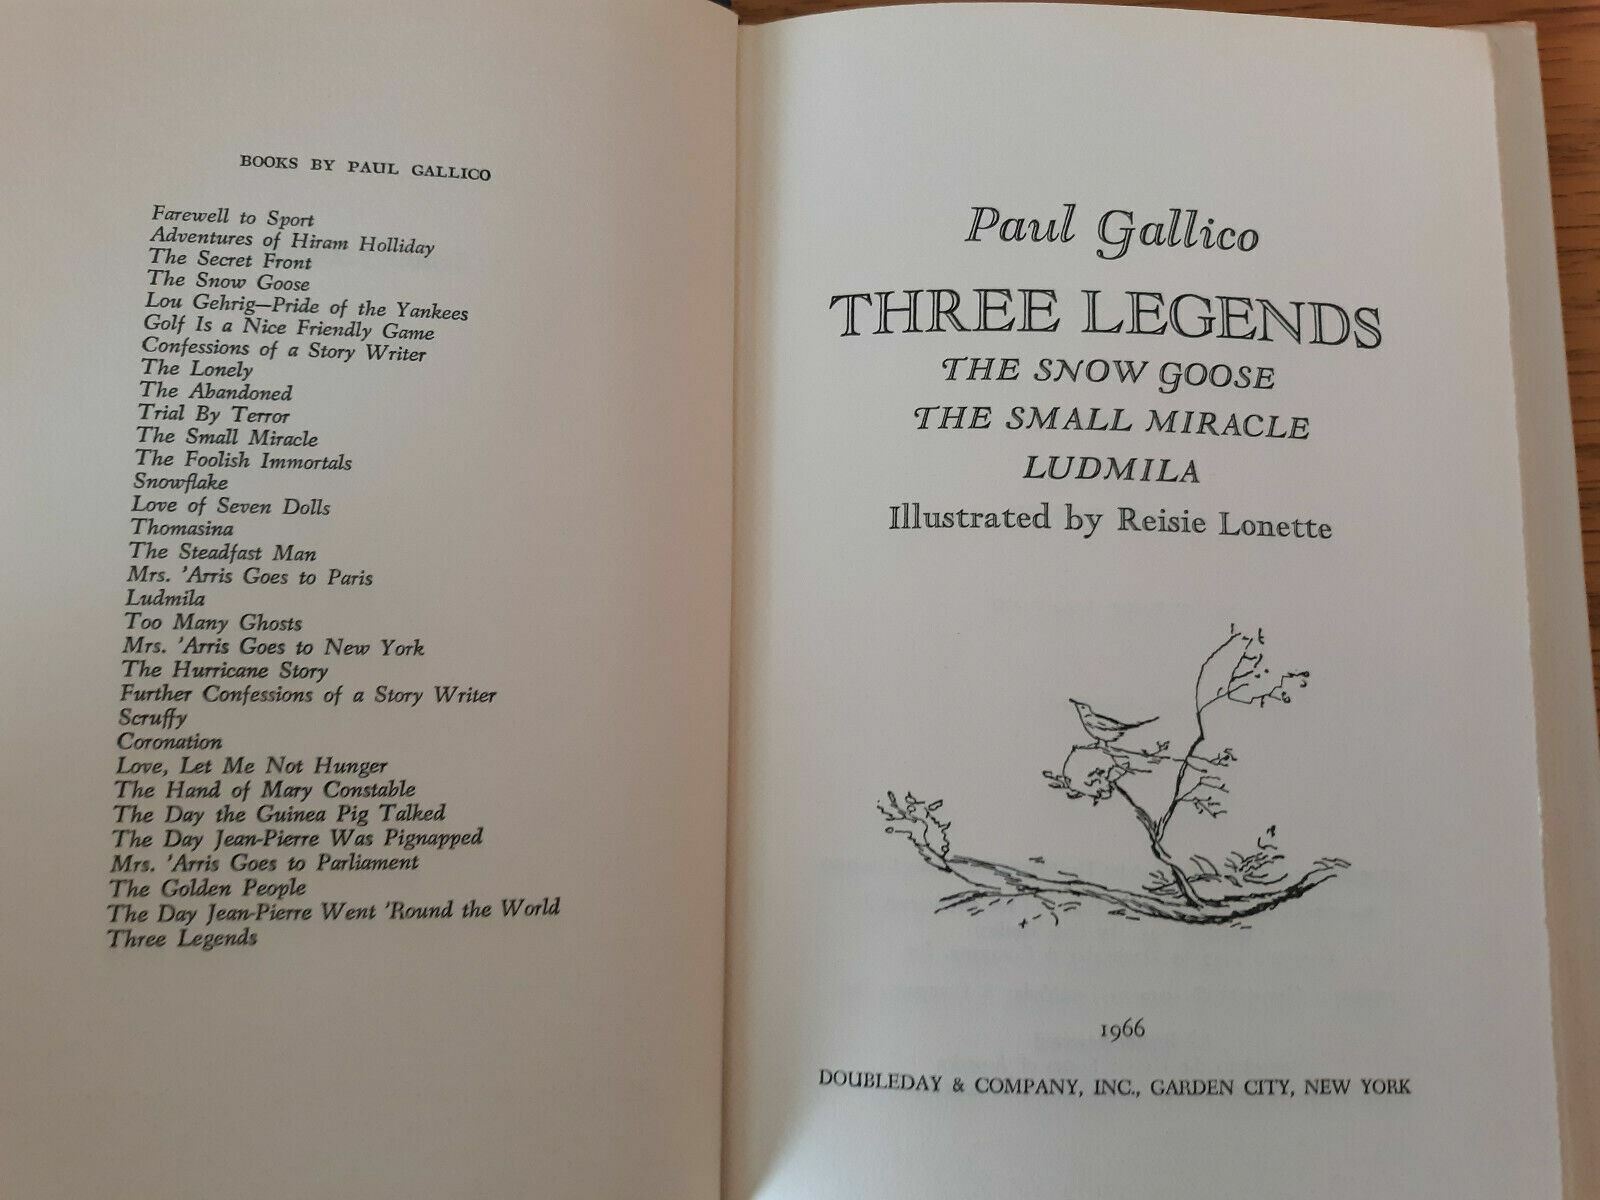 BOOKS BY PAUL GALLICO
Farewell to Sport
Adventures of Hiram Holliday
The Secret Front
The Snow Goose
Lou Gehrig—Pride of the Yankees
Golf Is a Nice Friendly Game
Confessions of a Story Writer
The Lonely
The Abandoned
Trial By Terror
The Small Miracle
The Foolish Immortals
Snowflake
Love of Seven Dolls
Thomasina
The Steadfast Man
Mrs. 'Arris Goes to Paris
Ludmila
Too Many Ghosts
Mrs. 'Arris Goes to New York
The Hurricane Story
Further Confessions of a Story Writer
Scruffy
Coronation
Love, Let Me Not Hunger
The Hand of Mary Constable
The Day the Guinea Pig Talked
The Day Jean-Pierre Was Pignapped
Mrs. 'Arris Goes to Parliament
The Golden People
The Day Jean-Pierre Went 'Round the World
Three Legends
Paul Gallico
THREE LEGENDS
THE SNOW GOOSE
THE SMALL MIRACLE
LUDMILA
Illustrated by Reisie Lonette
1966
DOUBLEDAY & COMPANY, INC., GARDEN CITY, NEW YORK